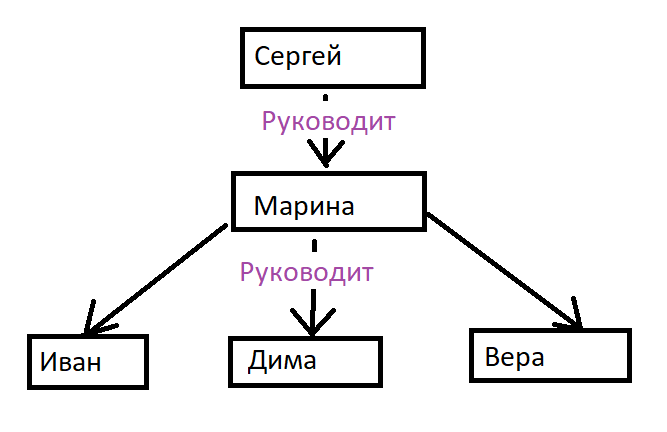 Сергей
Руководит
Марина
Руководит
Иван
Дима
Вера